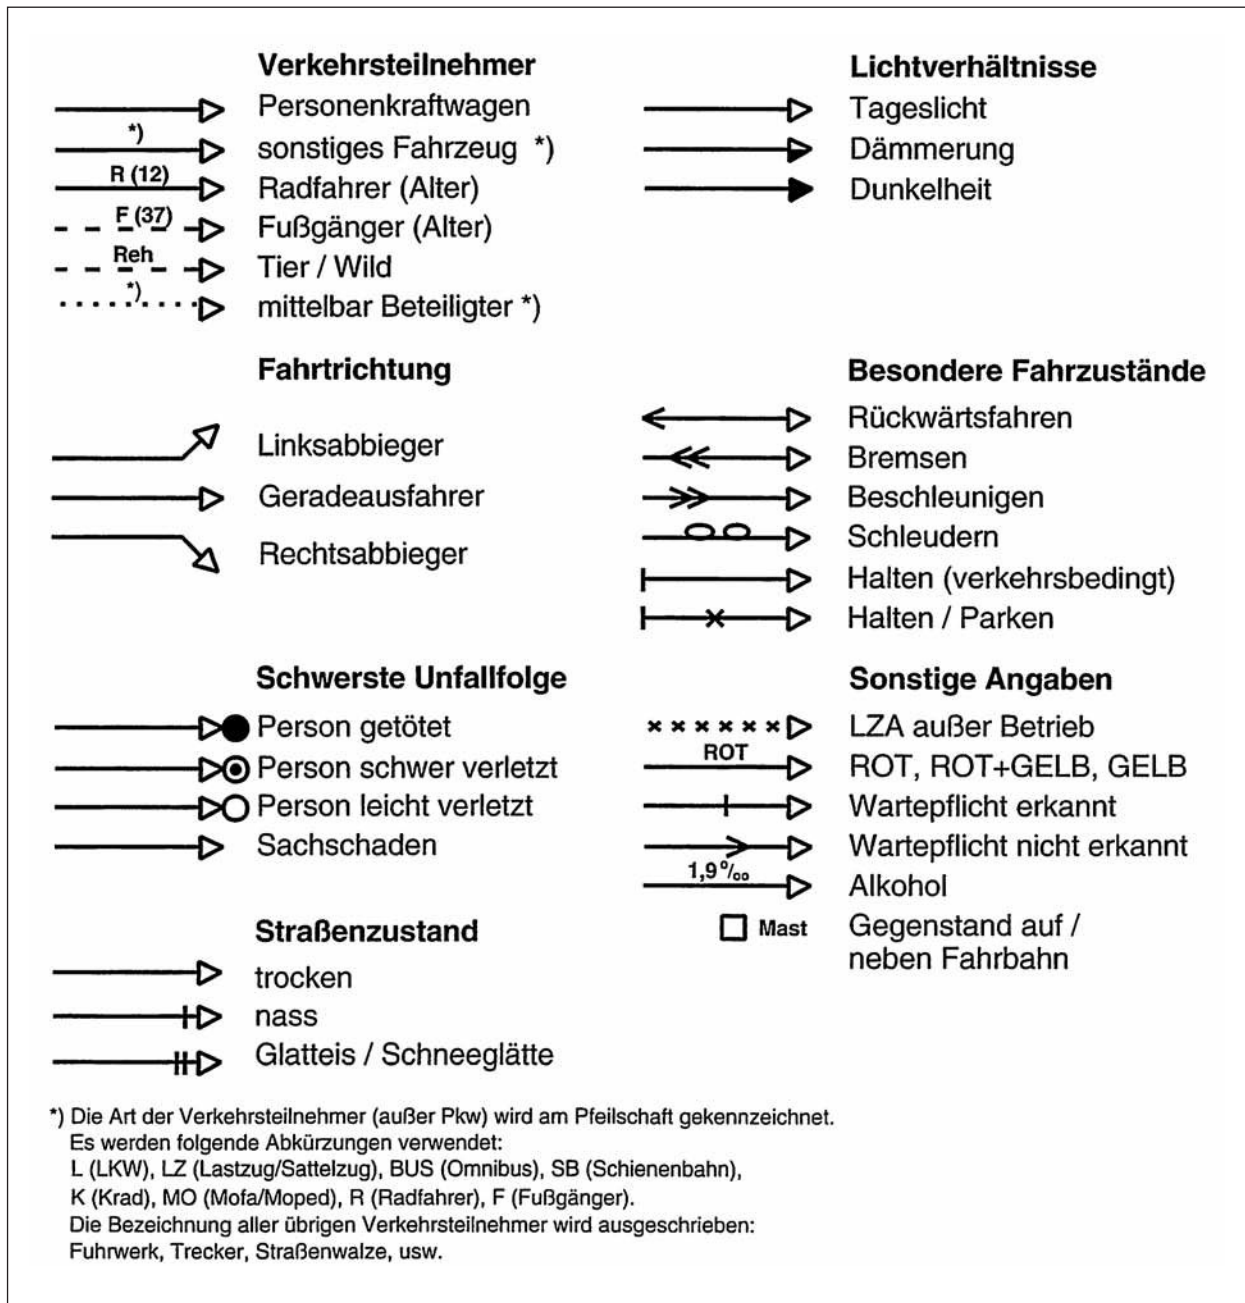 Verkehrsteilnehmer
Personenkraftwagen
*)
sonstiges Fahrzeug *)
R (12)
Radfahrer (Alter)
F (37)
Fußgänger (Alter)
Reh
Tier / Wild
*)
mittelbar Beteiligter *)
Lichtverhältnisse
Tageslicht
Dämmerung
Dunkelheit
Fahrtrichtung
Linksabbieger
Geradeausfahrer
Rechtsabbieger
Besondere Fahrzustände
Rückwärtsfahren
Bremsen
Beschleunigen
Schleudern
Halten (verkehrsbedingt)
Halten / Parken
Schwerste Unfallfolge
Person getötet
Person schwer verletzt
Person leicht verletzt
Sachschaden
Sonstige Angaben
LZA außer Betrieb
ROT
ROT, ROT+GELB, GELB
Wartepflicht erkannt
Wartepflicht nicht erkannt
1,9 ‰
Alkohol
Mast
Gegenstand auf /
neben Fahrbahn
Straßenzustand
trocken
nass
Glatteis / Schneeglätte
*) Die Art der Verkehrsteilnehmer (außer Pkw) wird am Pfeilschaft gekennzeichnet.
Es werden folgende Abkürzungen verwendet:
L (LKW), LZ (Lastzug/Sattelzug), BUS (Omnibus), SB (Schienenbahn),
K (Krad), MO (Mofa/Moped), R (Radfahrer), F (Fußgänger).
Die Bezeichnung aller übrigen Verkehrsteilnehmer wird ausgeschrieben:
Fuhrwerk, Trecker, Straßenwalze, usw.